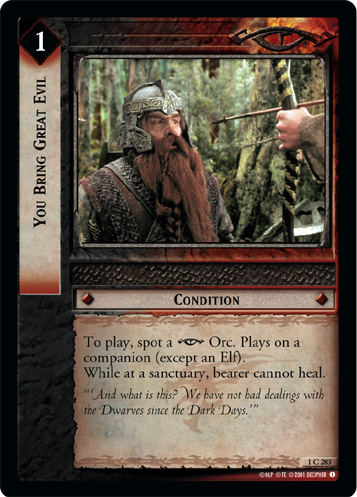 1
You Bring Great Evil
Condition
To play, spot a Orc. Plays on a
companion (except an Elf).
While at a sanctuary, bearer cannot heal.
“‘And what is this? We have not had dealings with
the Dwarves since the Dark Days.’”
1 C 283
©NLP ™TE ©2001 DECIPHER 1